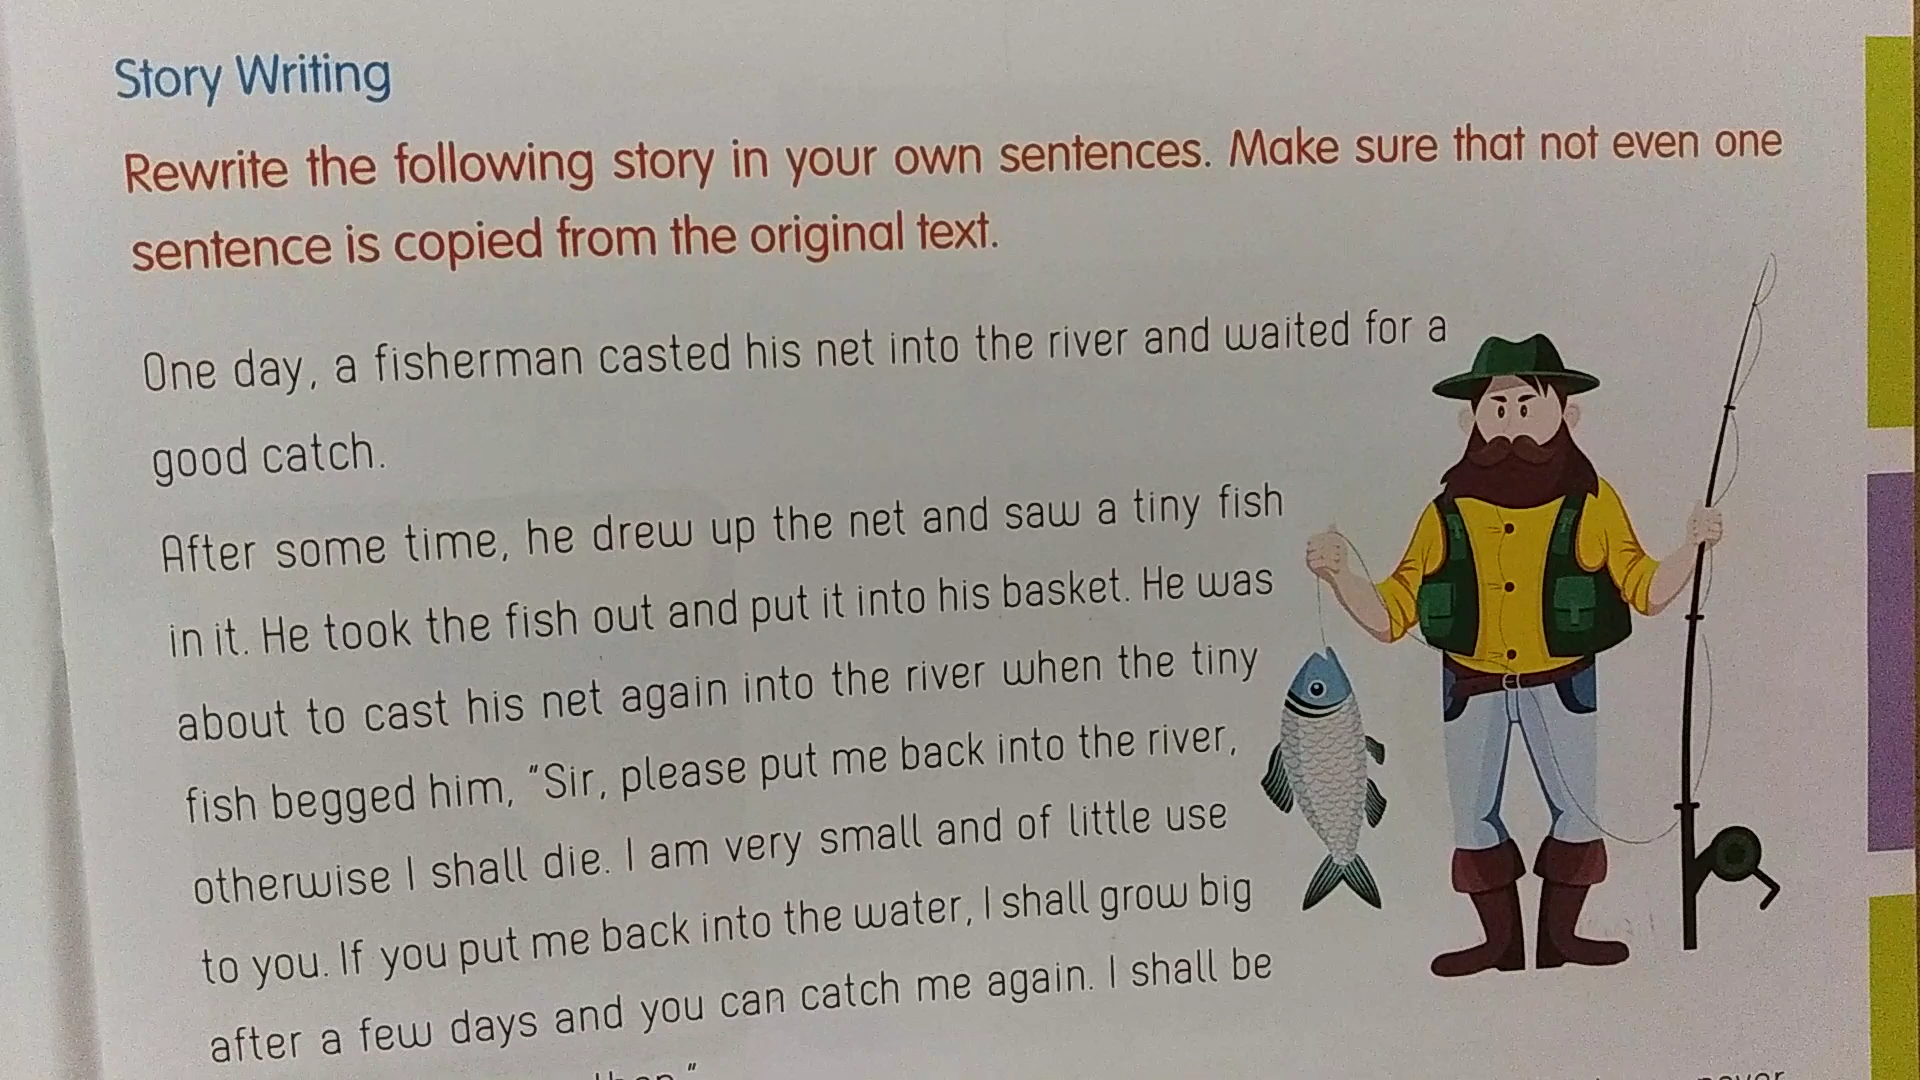 Story Writing
Rewrite the following story in your own sentences. Make sure that not even one
sentence is copied from the original text.
One day, a fisherman casted his net into the river and waited for a
good catch.
After some time, he drew up the net and saw a tiny fish
in it. He took the fish out and put it into his basket. He was
about to cast his net again into the river when the tiny
fish begged him, "Sir, please put me back into the river,
otherwise I shall die. I am very small and of little use
to you. If you put me back into the water, I shall grow big
after a few days and you can catch me again. I shall be